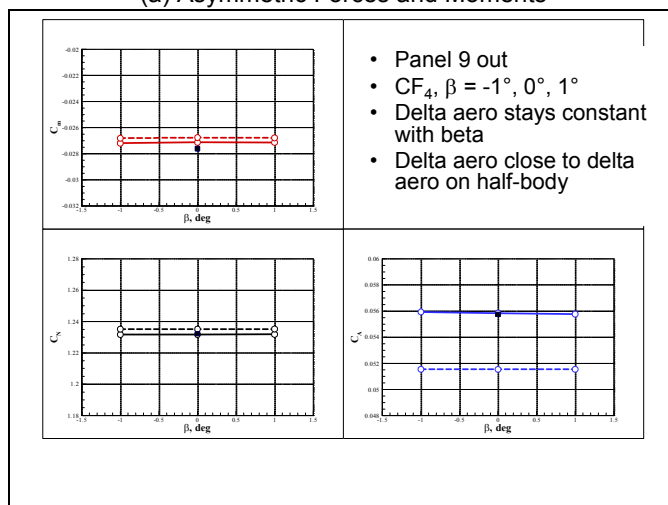 (a) Asymmetric Forces and Moments
• Panel 9 out
• CF4, β = -1°, 0°, 1°
• Delta aero stays constant
with beta
• Delta aero close to delta
aero on half-body
-0.02
-0.022
-0.024
-0.026
-0.028
-0.03
-0.032
Cm
-1.5 -1 -0.5 0 0.5 1 1.5
β, deg
1.28
1.26
1.24
1.22
1.2
1.18
CN
-1.5 -1 -0.5 0 0.5 1 1.5
β, deg
0.06
0.058
0.056
0.054
0.052
0.05
0.048
CA
-1.5 -1 -0.5 0 0.5 1 1.5
β, deg